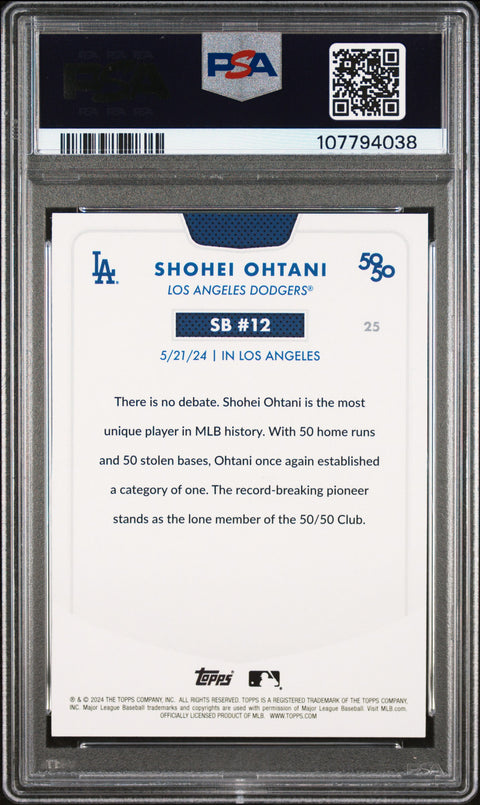 PSA
107794038
LA
SHOHEI OHTANI
50
50
LOS ANGELES DODGERS®
SB #12
25
5/21/24 | IN LOS ANGELES
There is no debate. Shohei Ohtani is the most
unique player in MLB history. With 50 home runs
and 50 stolen bases, Ohtani once again established
a category of one. The record-breaking pioneer
stands as the lone member of the 50/50 Club.
Topps
® & © 2024 THE TOPPS COMPANY, INC. ALL RIGHTS RESERVED. TOPPS IS A REGISTERED TRADEMARK OF THE TOPPS COMPANY,
INC. Major League Baseball trademarks and copyrights are used with permission of Major League Baseball. Visit MLB.com.
OFFICIALLY LICENSED PRODUCT OF MLB. WWW.TOPPS.COM
PSA